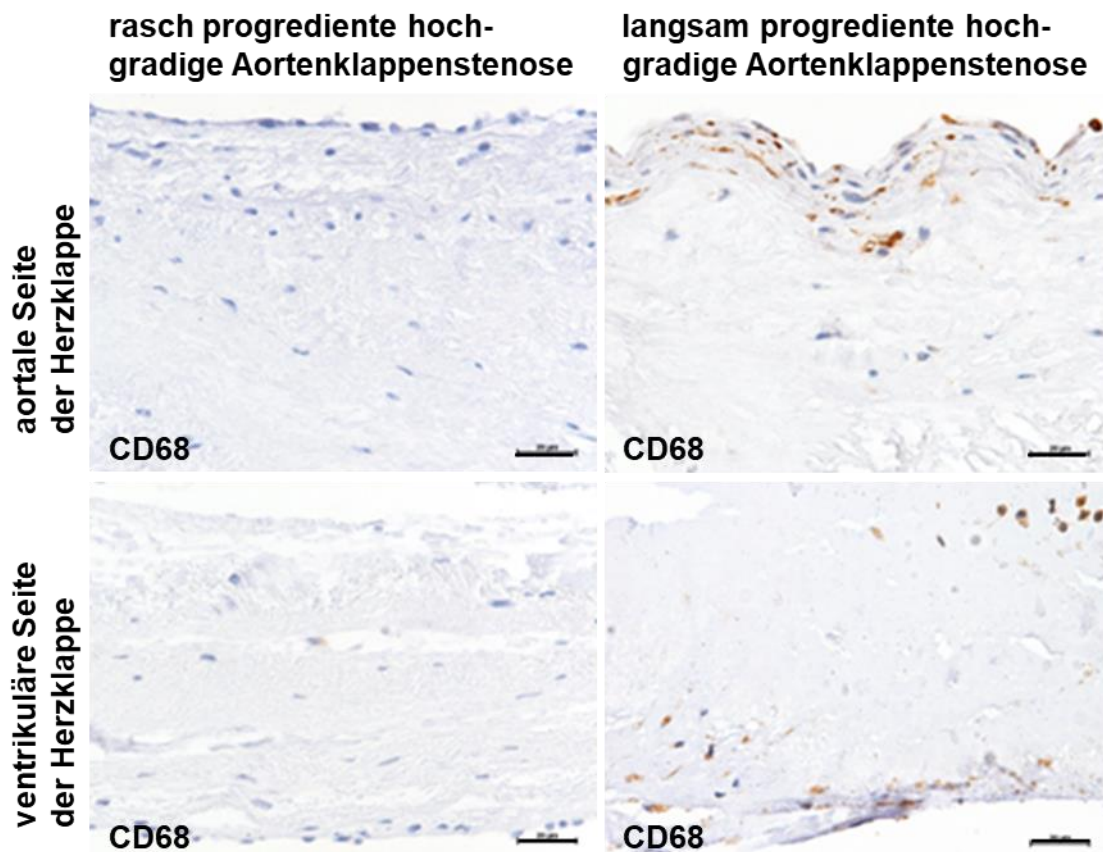 rasch progrediente hoch-
gradige Aortenklappenstenose
langsam progrediente hoch-
gradige Aortenklappenstenose
aortale Seite
der Herzklappe
CD68
CD68
ventrikuläre Seite
der Herzklappe
CD68
CD68